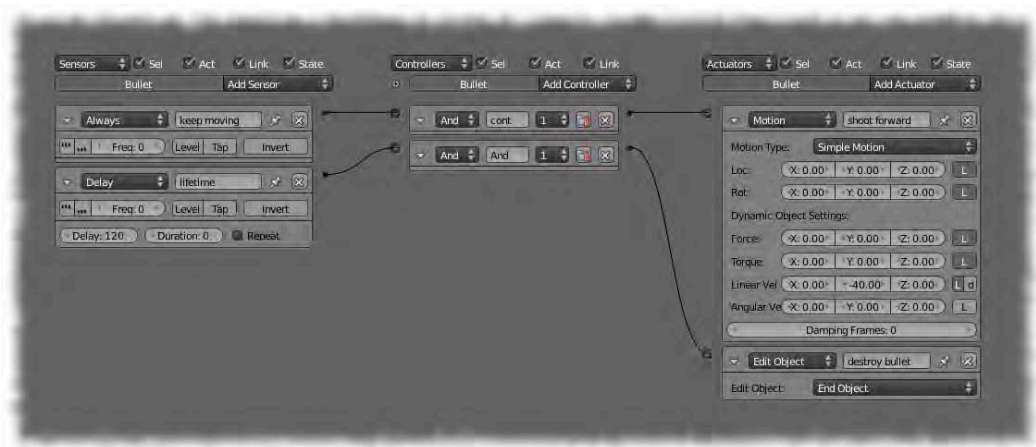 Sensors Sel Act Link State
Bullet Add Sensor
Always keep moving
Freq: 0 Level Tap Invert
Delay lifetime
Freq: 0 Level Tap Invert
Delay: 120 Duration: 0 Repeat
Controllers Sel Act Link
Bullet Add Controller
And cont 1
And And 1
Actuators Sel Act Link State
Bullet Add Actuator
Motion shoot forward
Motion Type: Simple Motion
Loc: X: 0.00 Y: 0.00 Z: 0.00 L
Rot: X: 0.00 Y: 0.00 Z: 0.00 L
Dynamic Object Settings:
Force: X: 0.00 Y: 0.00 Z: 0.00 L
Torque: X: 0.00 Y: 0.00 Z: 0.00 L
Linear Vel X: 0.00 -40.00 Z: 0.00 L d
Angular Ve X: 0.00 Y: 0.00 Z: 0.00 L
Damping Frames: 0
Edit Object destroy bullet
Edit Object: End Object